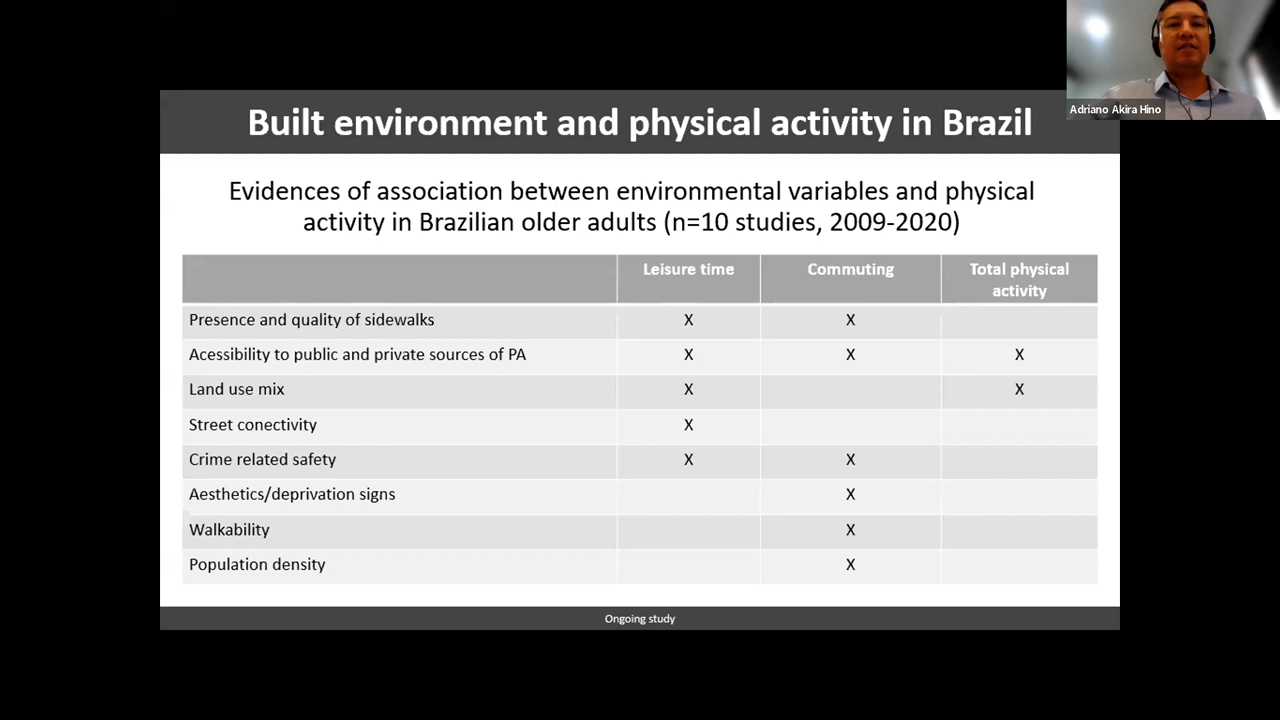 Adriano Akira Hino
Built environment and physical activity in Brazil
Evidences of association between environmental variables and physical
activity in Brazilian older adults (n=10 studies, 2009-2020)
Leisure time Commuting Total physical
activity
Presence and quality of sidewalks X X
Acessibility to public and private sources of PA X X X
Land use mix X X
Street conectivity X
Crime related safety X X
Aesthetics/deprivation signs X
Walkability X
Population density X
Ongoing study